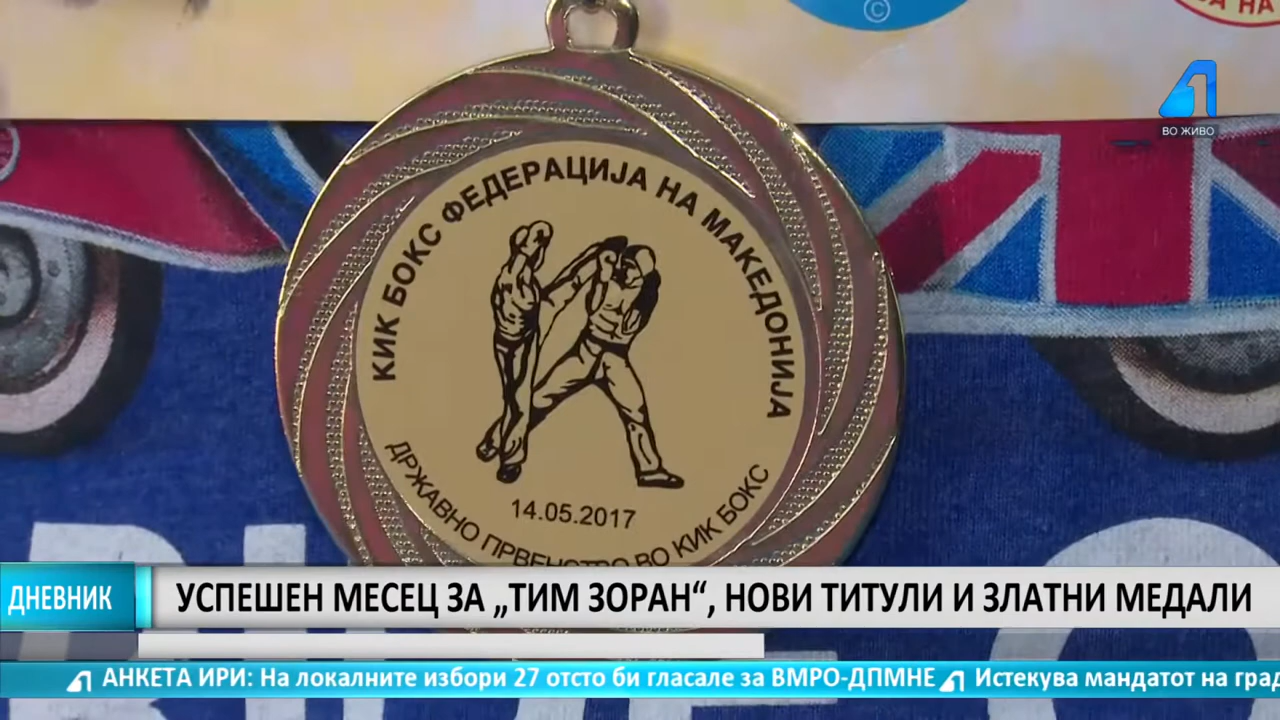 ©
НА
ВО ЖИВО
КИК БОКС ФЕДЕРАЦИЈА НА МАКЕДОНИЈА
14.05.2017
ДРЖАВНО ПРВЕНСТВО ВО КИК БОКС
ДНЕВНИК
УСПЕШЕН МЕСЕЦ ЗА „ТИМ ЗОРАН“, НОВИ ТИТУЛИ И ЗЛАТНИ МЕДАЛИ
АНКЕТА ИРИ: На локалните избори 27 отсто би гласале за ВМРО-ДПМНЕ Истекува мандатот на град